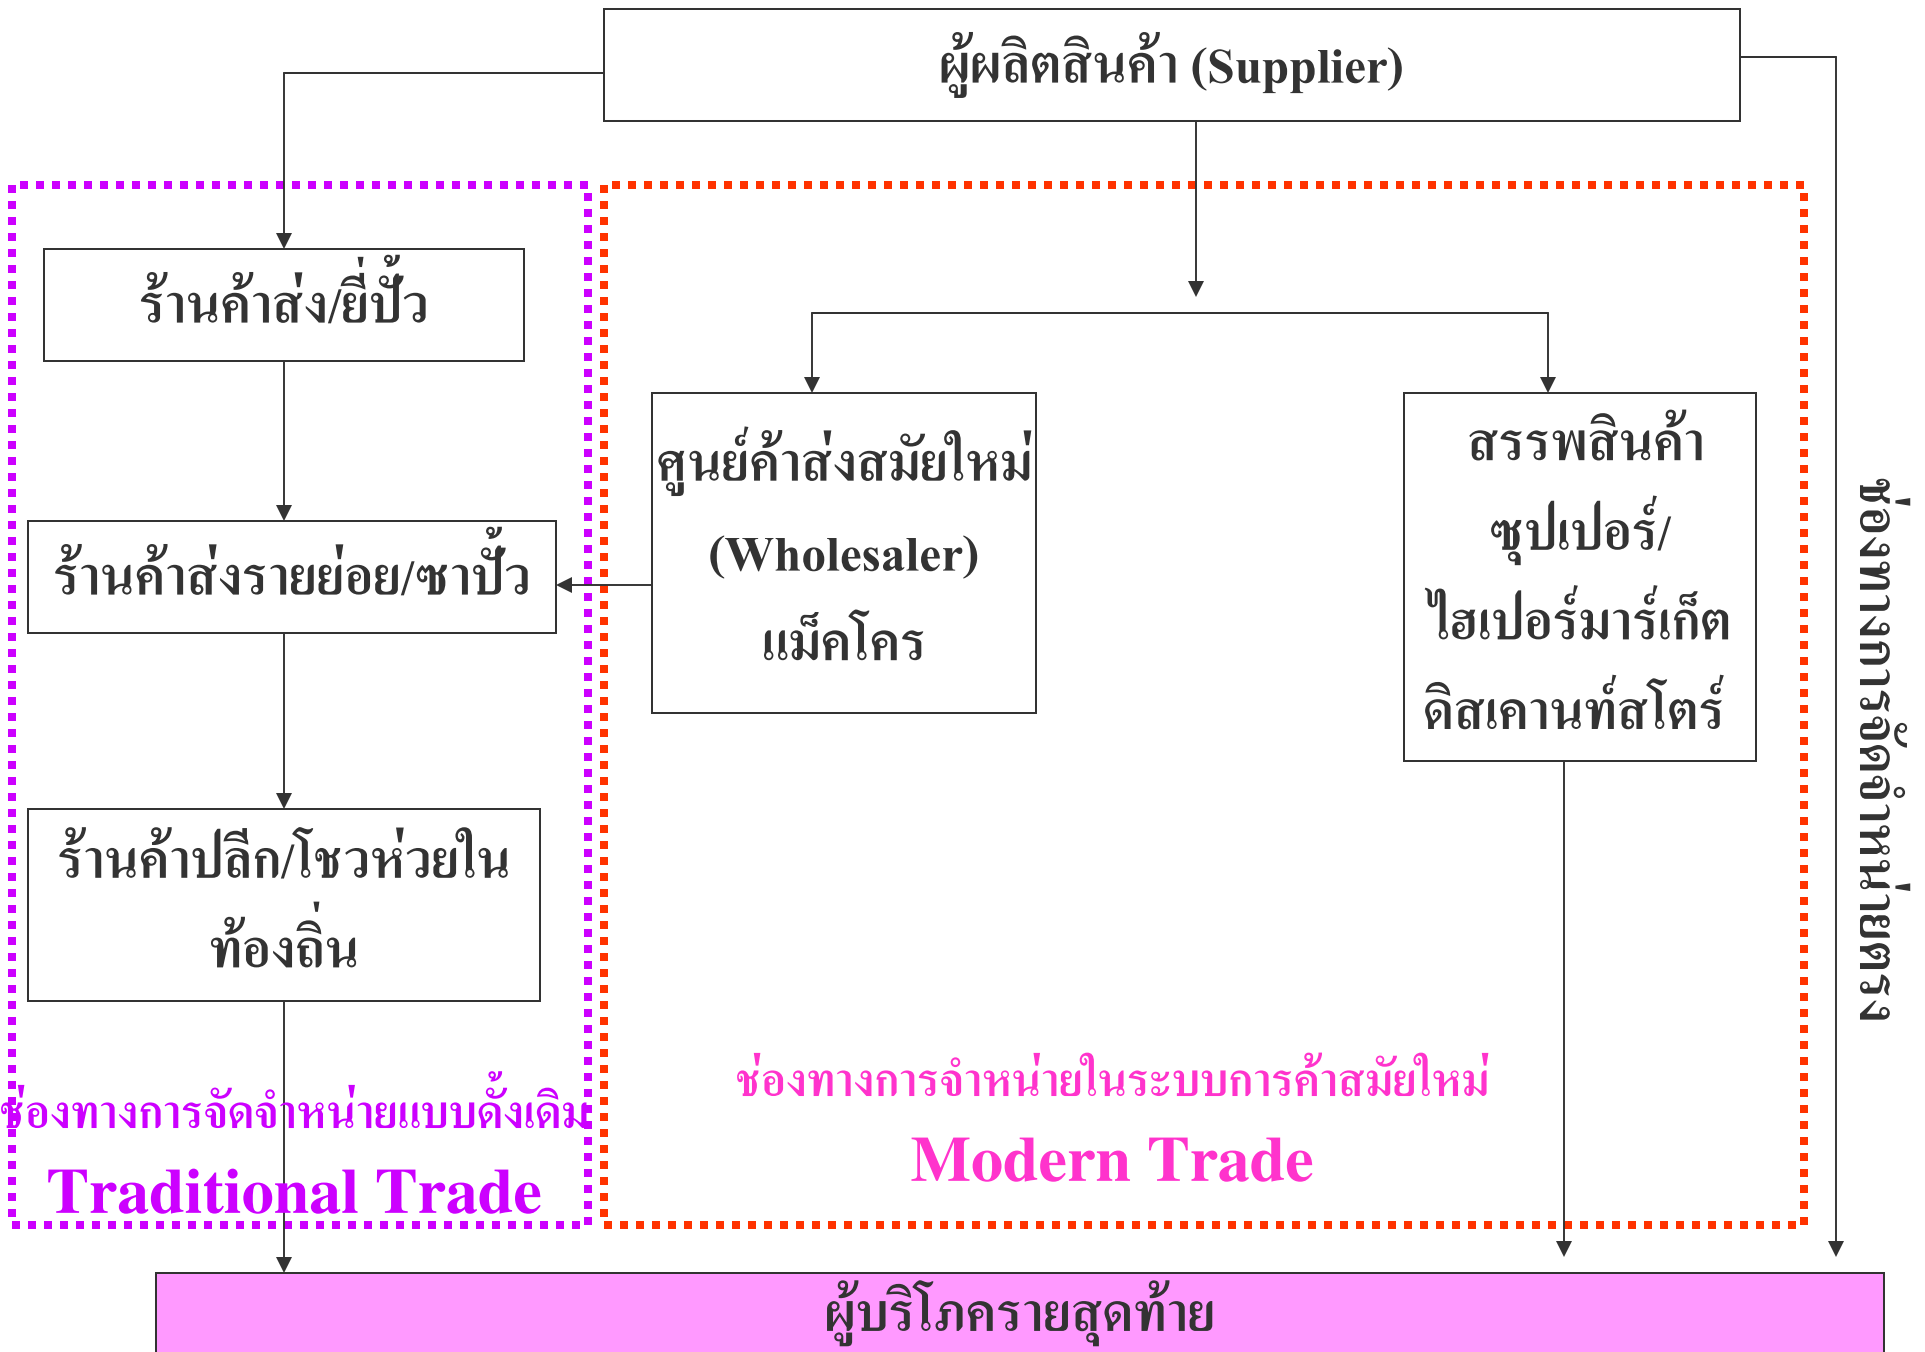 ผู้ผลิตสินค้า (Supplier)
ร้านค้าส่ง/ยี่ปั้ว
ร้านค้าส่งรายย่อย/ซาปั้ว
ร้านค้าปลีก/โชวห่วยใน
ท้องถิ่น
ช่องทางการจัดจำหน่ายแบบดั้งเดิม
Traditional Trade
ศูนย์ค้าส่งสมัยใหม่
(Wholesaler)
แม็คโคร
สรรพสินค้า
ซุปเปอร์/
ไฮเปอร์มาร์เก็ต
ดิสเคานท์สโตร์
ช่องทางการจำหน่ายในระบบการค้าสมัยใหม่
Modern Trade
ช่องทางการจัดจำหน่ายตรง
ผู้บริโภครายสุดท้าย